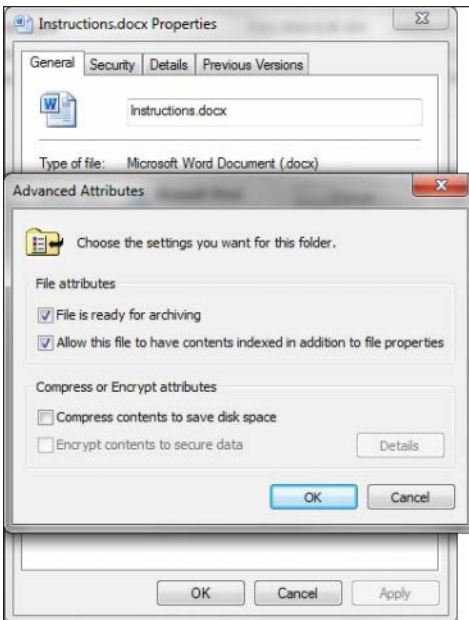 Instructions.docx Properties
General Security Details Previous Versions
Instructions.docx
Type of file: Microsoft Word Document (.docx)
Advanced Attributes
Choose the settings you want for this folder.
File attributes
File is ready for archiving
Allow this file to have contents indexed in addition to file properties
Compress or Encrypt attributes
Compress contents to save disk space
Encrypt contents to secure data
Details
OK Cancel
OK Cancel Apply